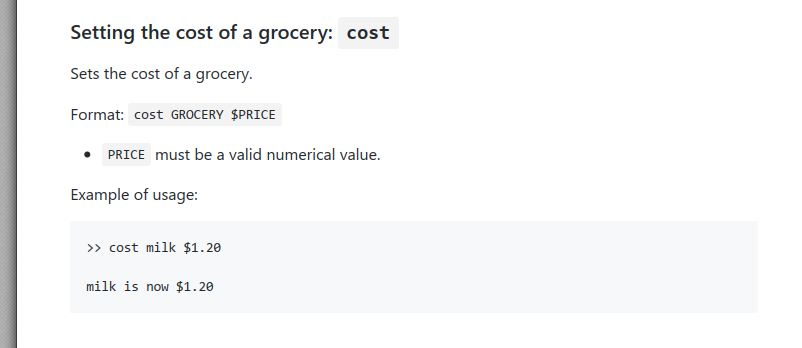 Setting the cost of a grocery: cost
Sets the cost of a grocery.
Format: cost GROCERY $PRICE
PRICE must be a valid numerical value.
Example of usage:
>> cost milk $1.20
milk is now $1.20